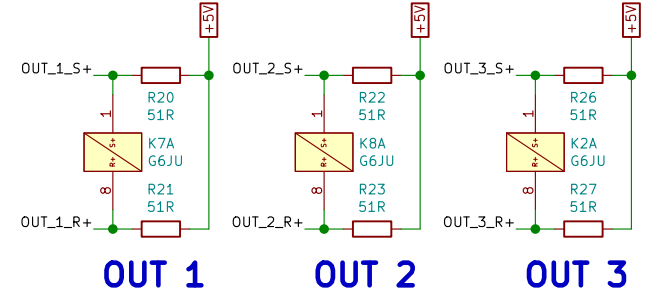 +5V
+5V
+5V
OUT_1_S+
OUT_2_S+
OUT_3_S+
R20
51R
R22
51R
R26
51R
1
S+
R+
K7A
G6JU
1
S+
R+
K8A
G6JU
1
S+
R+
K2A
G6JU
8
R21
51R
8
R23
51R
8
R27
51R
OUT_1_R+
OUT_2_R+
OUT_3_R+
OUT 1
OUT 2
OUT 3